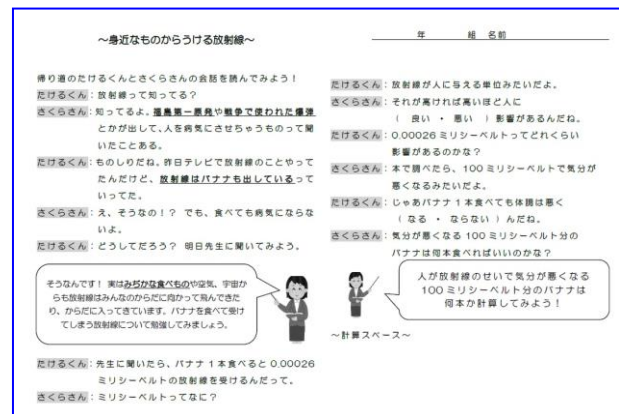 ～身近なものからうける放射線～
年　組　名前
帰り道のたけるくんとさくらさんの会話を読んでみよう！
たけるくん：放射線って知ってる？
さくらさん：知ってるよ。福島第一原発や戦争で使われた爆弾
とかが出して、人を病気にさせちゃうものって聞
いたことある。
たけるくん：ものしりだね。昨日テレビで放射線のことやって
たんだけど、放射線はバナナも出しているって
いってた。
さくらさん：え、そうなの！？ でも、食べても病気にならな
いよ。
たけるくん：どうしてだろう？ 明日先生に聞いてみよう。
そうなんです！ 実はみぢかな食べものや空気、宇宙か
らも放射線はみんなのからだに向かって飛んできた
り、からだに入ってきています。バナナを食べて受け
てしまう放射線について勉強してみましょう。
たけるくん：先生に聞いたら、バナナ 1 本食べると 0.00026
ミリシーベルトの放射線を受けるんだって。
さくらさん：ミリシーベルトってなに？
たけるくん：放射線が人に与える単位みたいだよ。
さくらさん：それが高ければ高いほど人に
（ 良い ・ 悪い ）影響があるんだね。
たけるくん：0.00026 ミリシーベルトってどれくらい
影響があるのかな？
さくらさん：本で調べたら、100 ミリシーベルトで気分が
悪くなるみたいだよ。
たけるくん：じゃあバナナ 1 本食べても体調は悪く
（ なる ・ ならない ）んだね。
さくらさん：気分が悪くなる 100 ミリシーベルト分の
バナナは何本食べればいいのかな？
人が放射線のせいで気分が悪くなる
100 ミリシーベルト分のバナナは
何本か計算してみよう！
～計算スペース～